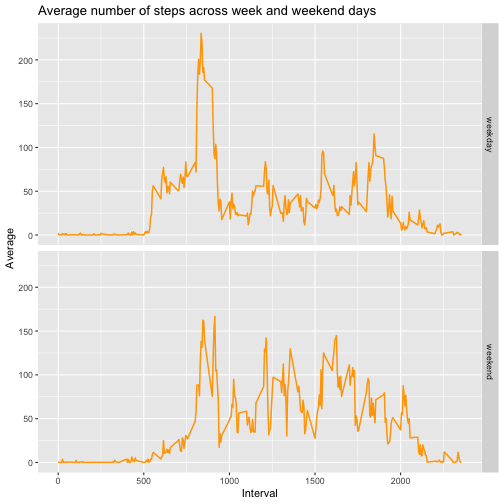 Average number of steps across week and weekend days
200
150
100
50
0
weekday
Average
200
150
100
50
0
weekend
0 500 1000 1500 2000
Interval